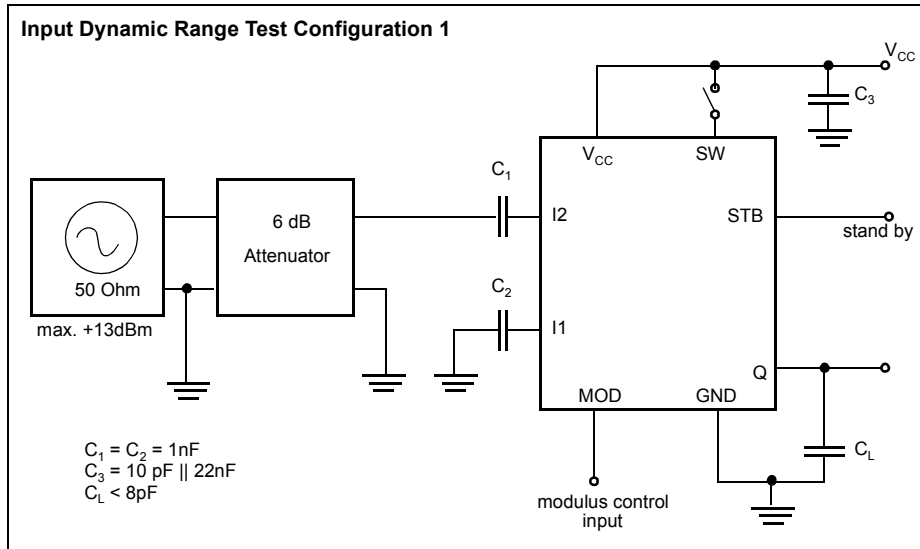 Input Dynamic Range Test Configuration 1
V_CC
C_3
V_CC
SW
C_1
6 dB
Attenuator
I2
STB
stand by
50 Ohm
max. +13dBm
C_2
I1
Q
MOD
GND
C_L
C_1 = C_2 = 1nF
C_3 = 10 pF || 22nF
C_L < 8pF
modulus control
input